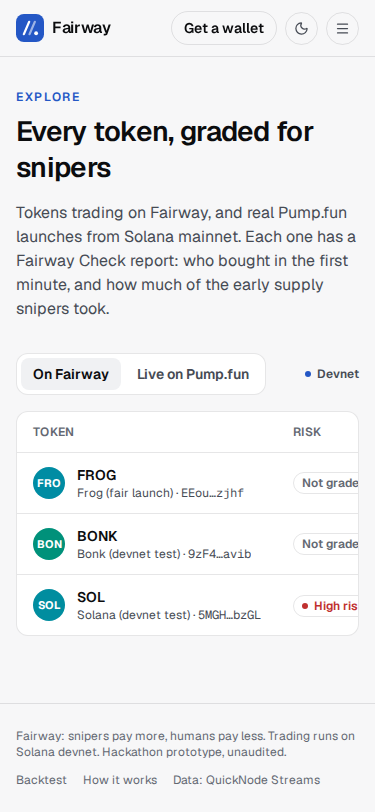 Fairway
Get a wallet
EXPLORE
Every token, graded for
snipers
Tokens trading on Fairway, and real Pump.fun
launches from Solana mainnet. Each one has a
Fairway Check report: who bought in the first
minute, and how much of the early supply
snipers took.
On Fairway
Live on Pump.fun
Devnet
TOKEN RISK
FRO
FROG
Frog (fair launch) · EEou…zjhf
Not grade
BON
BONK
Bonk (devnet test) · 9zF4…avib
Not grade
SOL
SOL
Solana (devnet test) · 5MGH…bzGL
High ris
Fairway: snipers pay more, humans pay less. Trading runs on
Solana devnet. Hackathon prototype, unaudited.
Backtest How it works Data: QuickNode Streams